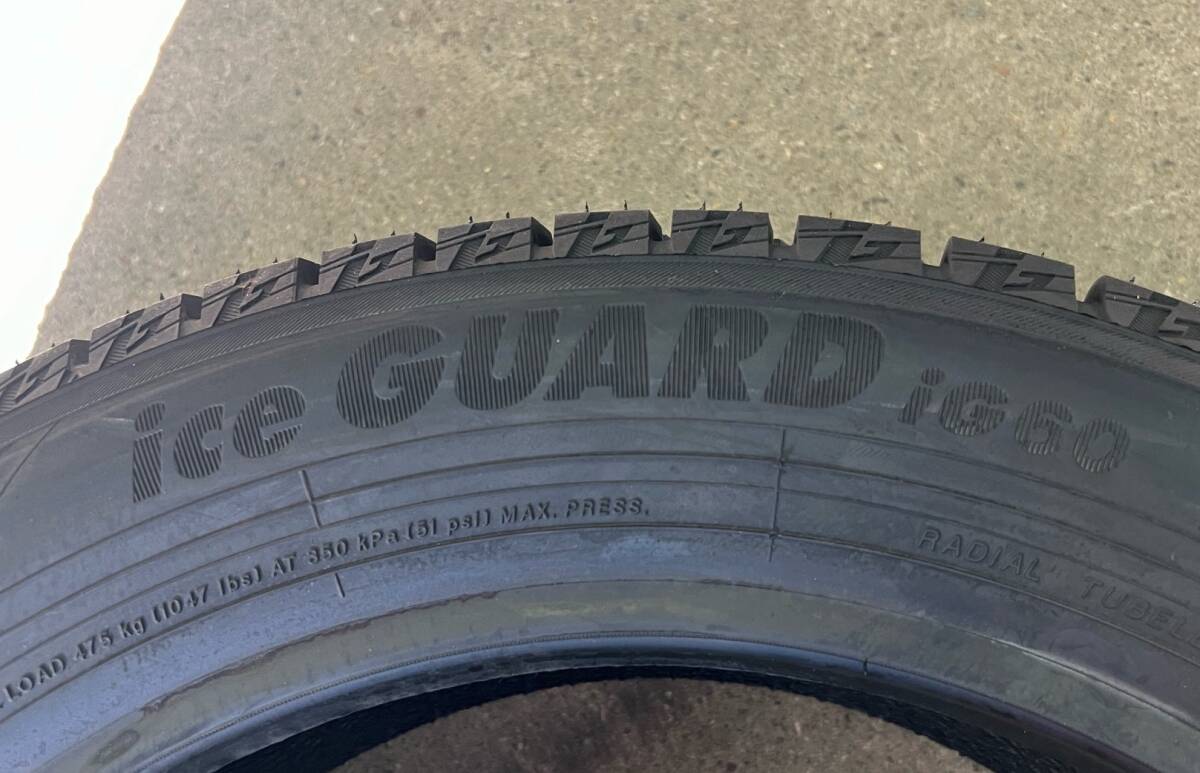 ice GUARD iG60
LOAD 475 kg (1047 lbs) AT 350 kPa (51 psi) MAX. PRESS.
RADIAL